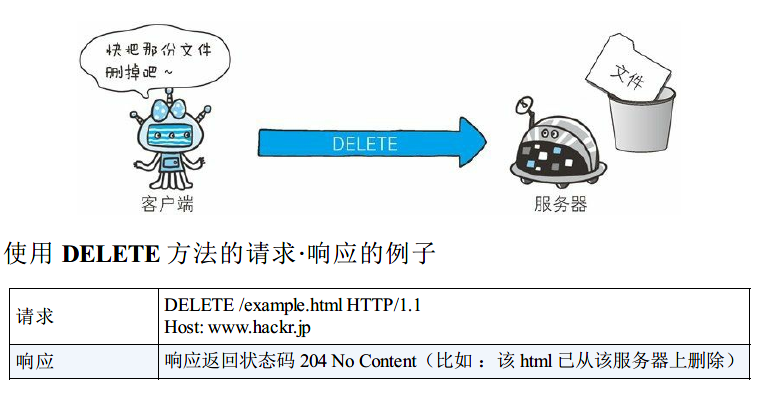 快把那份文件
删掉吧~
文件
DELETE
客户端
服务器
使用 DELETE 方法的请求·响应的例子
请求
DELETE /example.html HTTP/1.1
Host: www.hackr.jp
响应
响应返回状态码 204 No Content（比如 ：该 html 已从该服务器上删除）